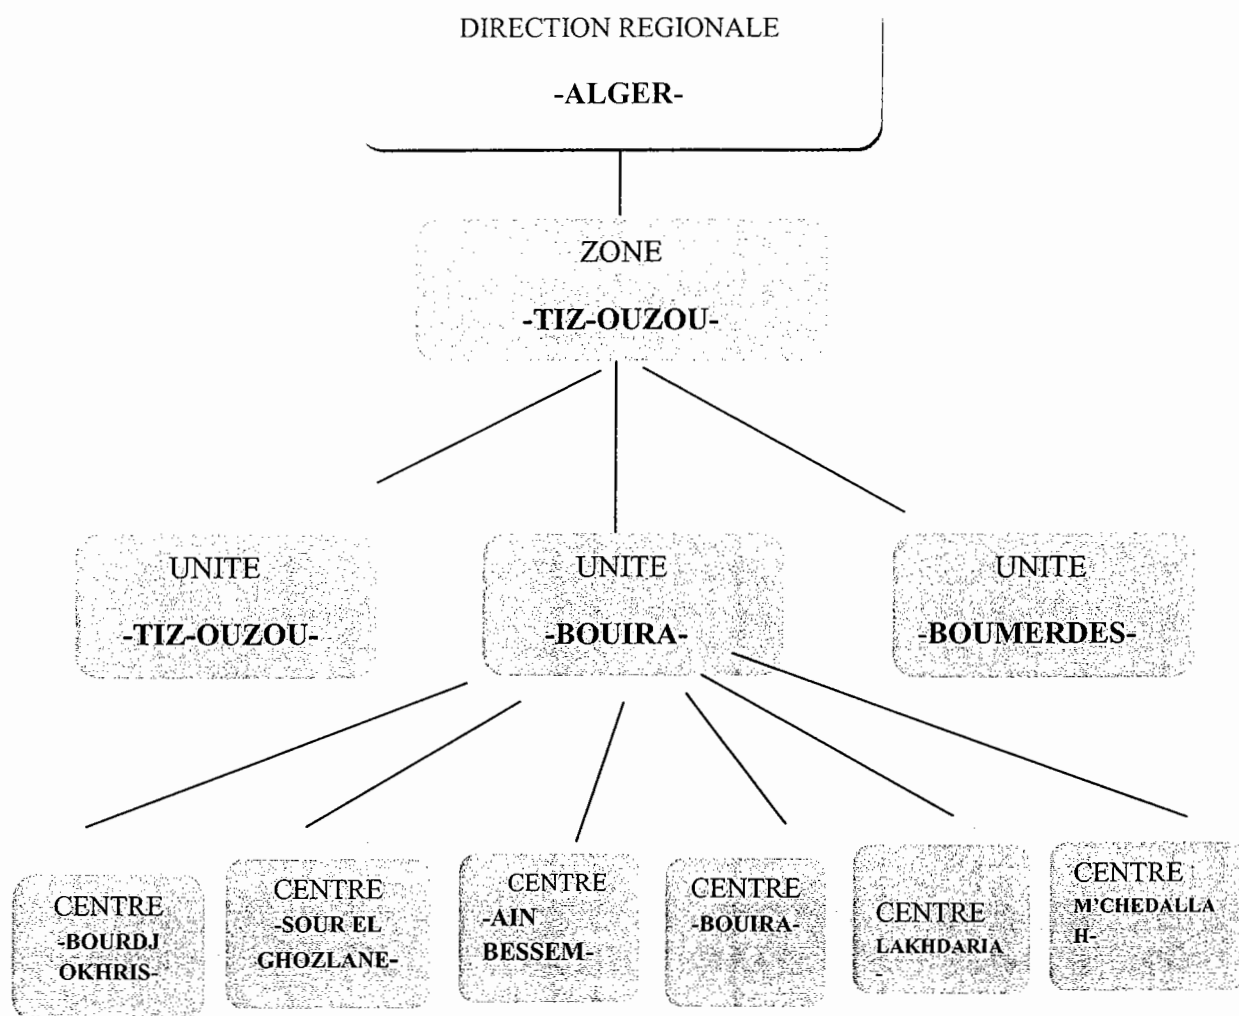 DIRECTION REGIONALE
-ALGER-
ZONE
-TIZ-OUZOU-
UNITE
-TIZ-OUZOU-
UNITE
-BOUIRA-
UNITE
-BOUMERDES-
CENTRE
-BOURDJ
OKHRIS-
CENTRE
-SOUR EL
GHOZLANE-
CENTRE
-AIN
BESSEM-
CENTRE
-BOUIRA-
CENTRE
LAKHDARIA
-
CENTRE
M'CHEDALLA
H-